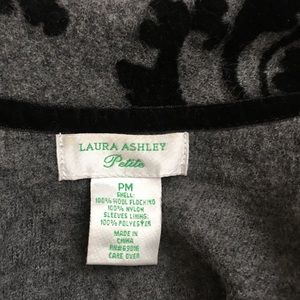 LAURA ASHLEY
Petite
PM
SHELL:
100% WOOL FLOCKING
100% NYLON
SLEEVES LINING:
100% POLYESTER
MADE IN
CHINA
CARE OVER